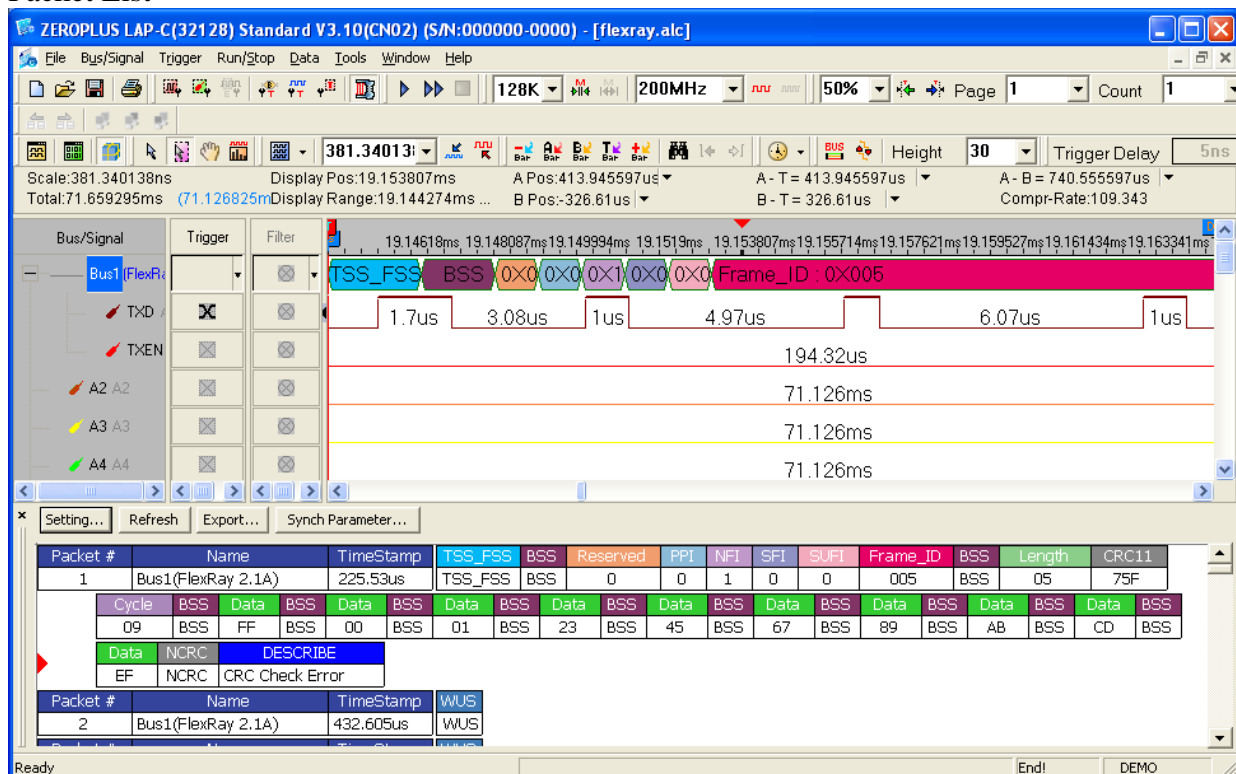 ZEROPLUS LAP-C(32128) Standard V3.10(CN02) (S/N:000000-0000) - [flexray.alc]
File Bus/Signal Trigger Run/Stop Data Tools Window Help
128K 200MHz 50% Page 1 Count 1
381.34013 Bar Bar Bar Bar Bar BUS Height 30 Trigger Delay 5ns
Scale:381.340138ns Display Pos:19.153807ms A Pos:413.945597us A - T = 413.945597us A - B = 740.555597us
Total:71.659295ms (71.126825m Display Range:19.144274ms ... B Pos:-326.61us B - T = 326.61us Compr-Rate:109.343
Bus/Signal Trigger Filter 19.14618ms 19.148087ms 19.149994ms 19.1519ms 19.153807ms 19.155714ms 19.157621ms 19.159527ms 19.161434ms 19.163341ms
Bus1 (FlexRa TSS_FSS BSS 0X0 0X0 0X1 0X0 0X0 Frame_ID : 0X005
TXD 1.7us 3.08us 1us 4.97us 6.07us 1us
TXEN 194.32us
A2 A2 71.126ms
A3 A3 71.126ms
A4 A4 71.126ms
Setting... Refresh Export... Synch Parameter...
Packet # Name TimeStamp TSS_FSS BSS Reserved PPI NFI SFI SUFI Frame_ID BSS Length CRC11
1 Bus1(FlexRay 2.1A) 225.53us TSS_FSS BSS 0 0 1 0 0 005 BSS 05 75F
Cycle BSS Data BSS Data BSS Data BSS Data BSS Data BSS Data BSS Data BSS Data BSS Data BSS
09 BSS FF BSS 00 BSS 01 BSS 23 BSS 45 BSS 67 BSS 89 BSS AB BSS CD BSS
Data NCRC DESCRIBE
EF NCRC CRC Check Error
Packet # Name TimeStamp WUS
2 Bus1(FlexRay 2.1A) 432.605us WUS
Ready End! DEMO